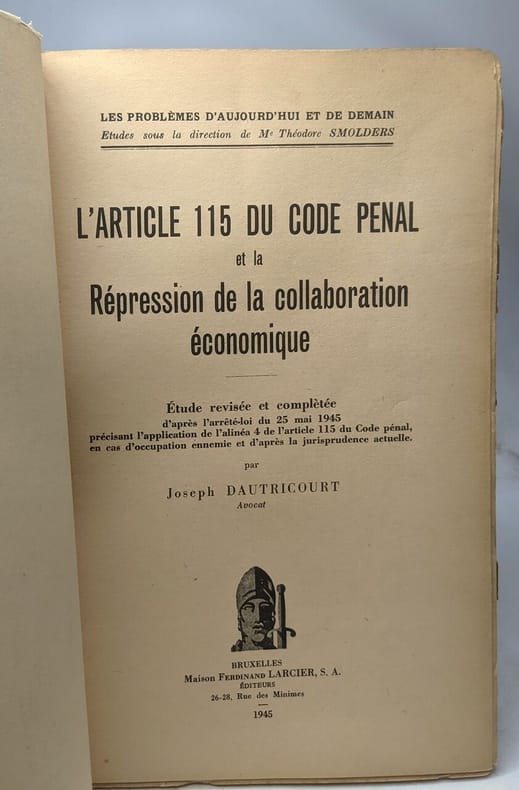 LES PROBLÈMES D'AUJOURD'HUI ET DE DEMAIN
Etudes sous la direction de Me Théodore SMOLDERS
L'ARTICLE 115 DU CODE PENAL
et la
Répression de la collaboration
économique
Étude revisée et complètée
d'après l'arrêté-loi du 25 mai 1945
précisant l'application de l'alinéa 4 de l'article 115 du Code pénal,
en cas d'occupation ennemie et d'après la jurisprudence actuelle.
par
Joseph DAUTRICOURT
Avocat
BRUXELLES
Maison FERDINAND LARCIER, S. A.
ÉDITEURS
26-28, Rue des Minimes
1945